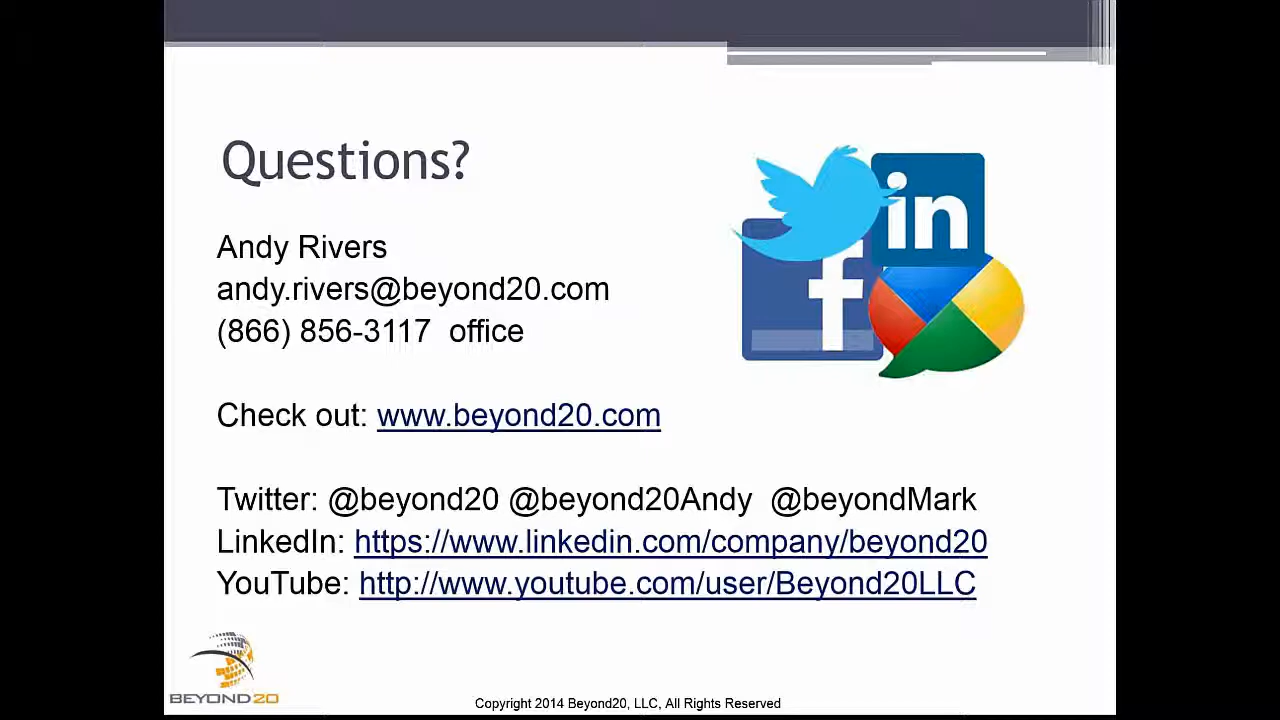 Questions?
Andy Rivers
andy.rivers@beyond20.com
(866) 856-3117 office
Check out: www.beyond20.com
Twitter: @beyond20 @beyond20Andy @beyondMark
LinkedIn: https://www.linkedin.com/company/beyond20
YouTube: http://www.youtube.com/user/Beyond20LLC
in
f
BEYOND20
Copyright 2014 Beyond20, LLC, All Rights Reserved